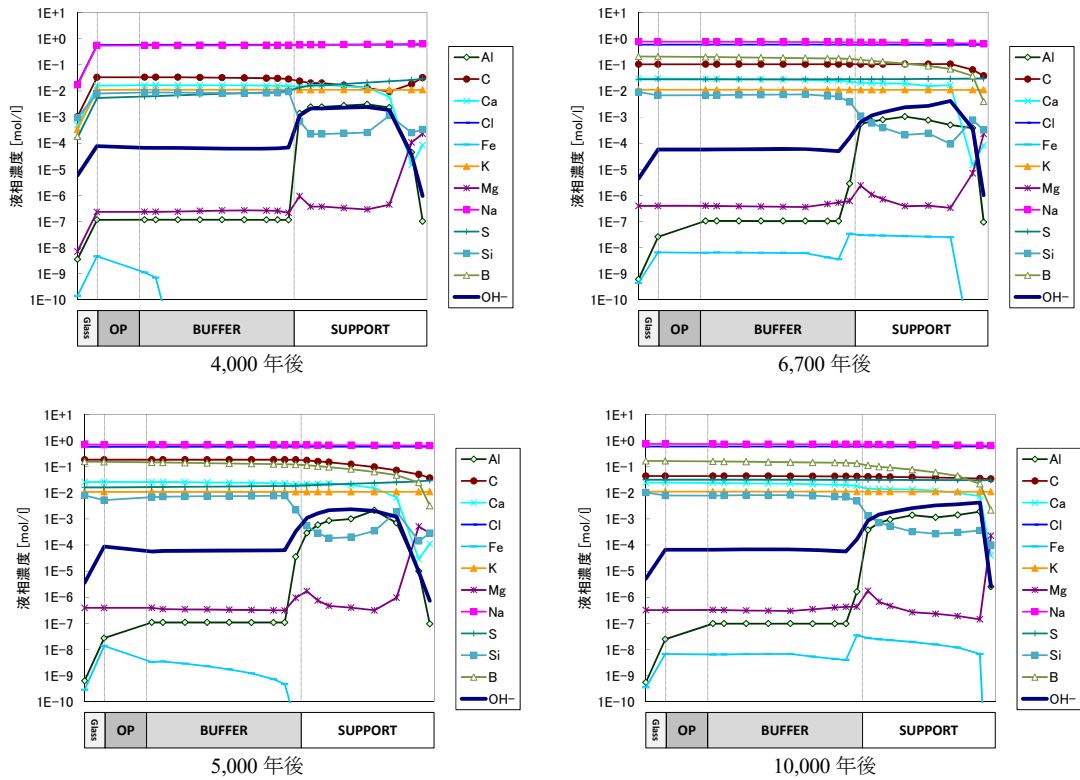 1E+1
1E+0
1E-1
1E-2
1E-3
1E-4
1E-5
1E-6
1E-7
1E-8
1E-9
1E-10
液相濃度 [mol/l]
Al
C
Ca
Cl
Fe
K
Mg
Na
S
Si
B
OH-
Glass OP BUFFER SUPPORT
4,000 年後
1E+1
1E+0
1E-1
1E-2
1E-3
1E-4
1E-5
1E-6
1E-7
1E-8
1E-9
1E-10
液相濃度 [mol/l]
Al
C
Ca
Cl
Fe
K
Mg
Na
S
Si
B
OH-
Glass OP BUFFER SUPPORT
6,700 年後
1E+1
1E+0
1E-1
1E-2
1E-3
1E-4
1E-5
1E-6
1E-7
1E-8
1E-9
1E-10
液相濃度 [mol/l]
Al
C
Ca
Cl
Fe
K
Mg
Na
S
Si
B
OH-
Glass OP BUFFER SUPPORT
5,000 年後
1E+1
1E+0
1E-1
1E-2
1E-3
1E-4
1E-5
1E-6
1E-7
1E-8
1E-9
1E-10
液相濃度 [mol/l]
Al
C
Ca
Cl
Fe
K
Mg
Na
S
Si
B
OH-
Glass OP BUFFER SUPPORT
10,000 年後